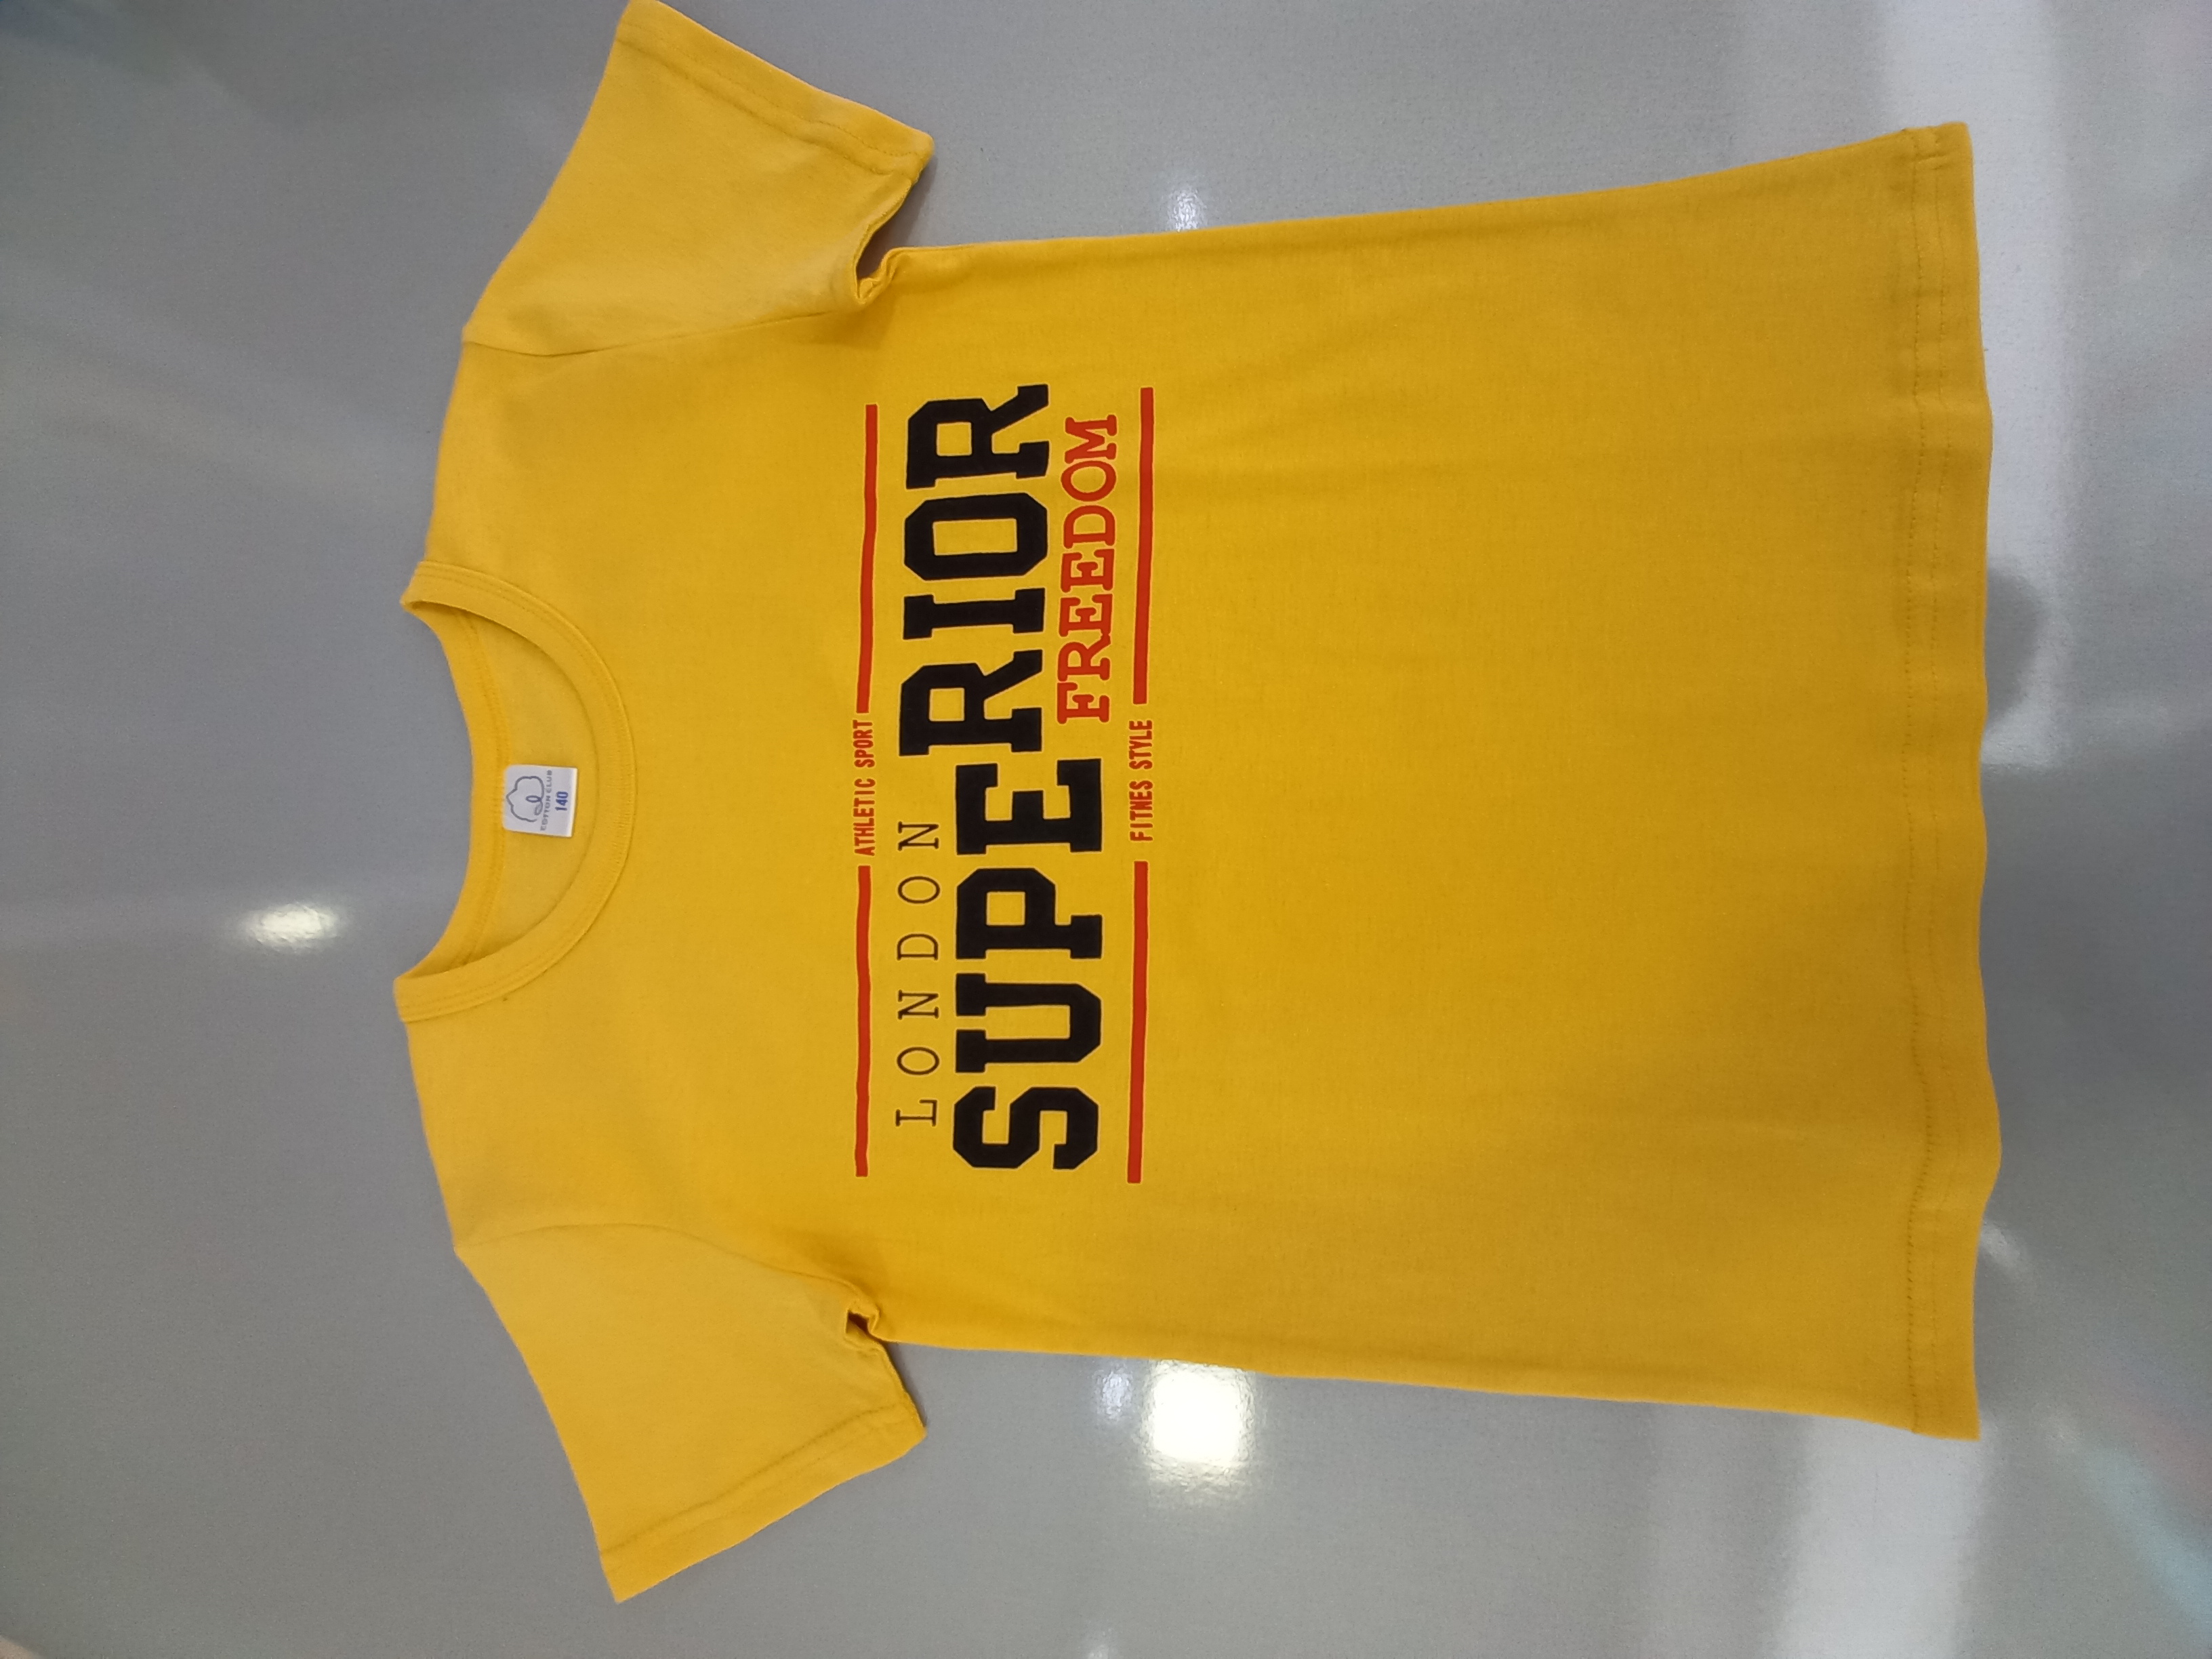 COTTON CLUB
140
ATHLETIC SPORT
LONDON
SUPERIOR
FREEDOM
FITNES STYLE